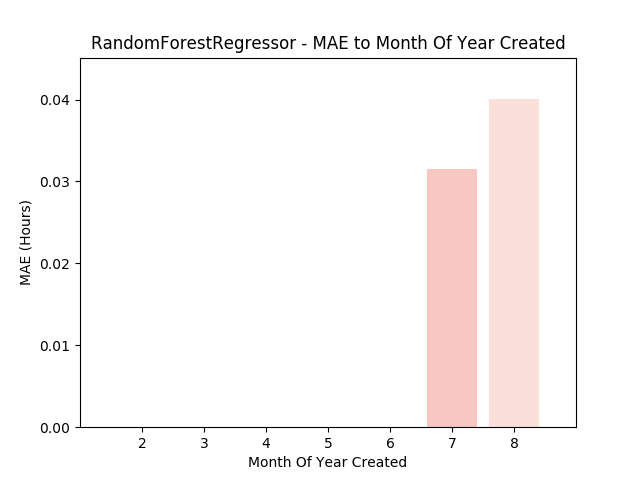 RandomForestRegressor - MAE to Month Of Year Created
0.04
0.03
0.02
0.01
0.00
MAE (Hours)
2 3 4 5 6 7 8
Month Of Year Created